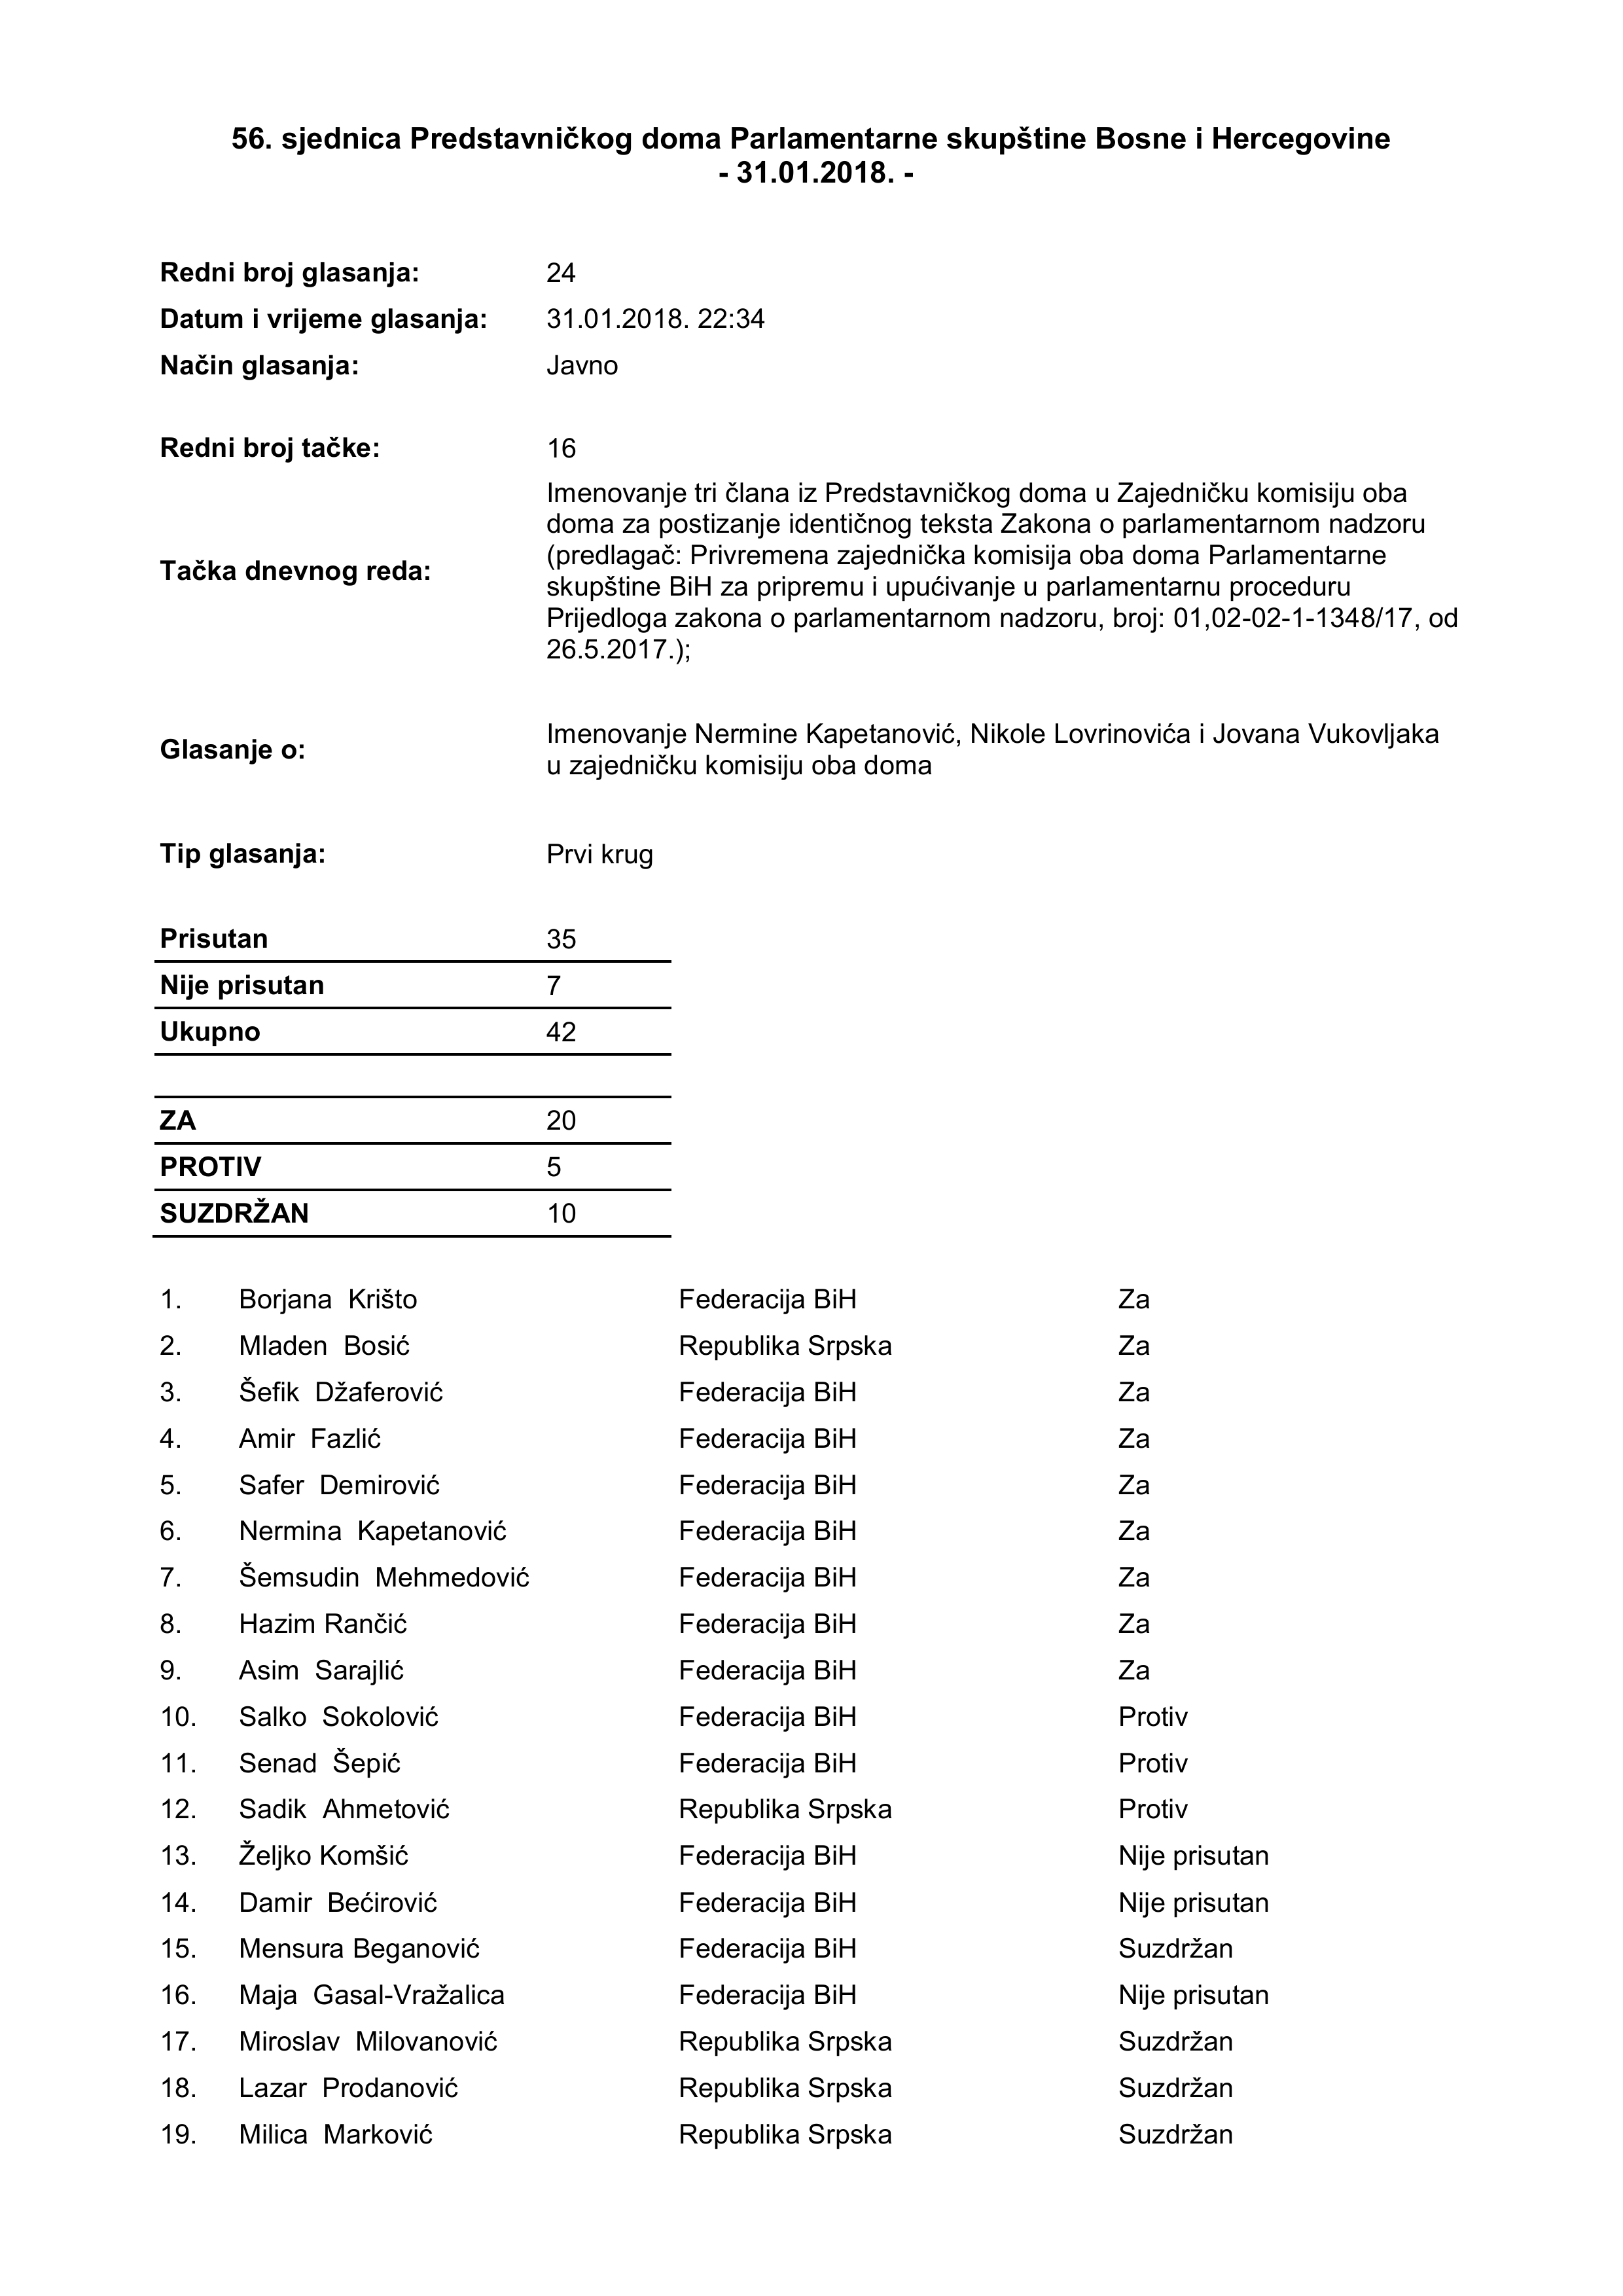 56. sjednica Predstavničkog doma Parlamentarne skupštine Bosne i Hercegovine
- 31.01.2018. -
Redni broj glasanja: 24
Datum i vrijeme glasanja: 31.01.2018. 22:34
Način glasanja: Javno
Redni broj tačke: 16
Tačka dnevnog reda: Imenovanje tri člana iz Predstavničkog doma u Zajedničku komisiju oba
doma za postizanje identičnog teksta Zakona o parlamentarnom nadzoru
(predlagač: Privremena zajednička komisija oba doma Parlamentarne
skupštine BiH za pripremu i upućivanje u parlamentarnu proceduru
Prijedloga zakona o parlamentarnom nadzoru, broj: 01,02-02-1-1348/17, od
26.5.2017.);
Glasanje o: Imenovanje Nermine Kapetanović, Nikole Lovrinovića i Jovana Vukovljaka
u zajedničku komisiju oba doma
Tip glasanja: Prvi krug
Prisutan 35
Nije prisutan 7
Ukupno 42
ZA 20
PROTIV 5
SUZDRŽAN 10
1. Borjana Krišto Federacija BiH Za
2. Mladen Bosić Republika Srpska Za
3. Šefik Džaferović Federacija BiH Za
4. Amir Fazlić Federacija BiH Za
5. Safer Demirović Federacija BiH Za
6. Nermina Kapetanović Federacija BiH Za
7. Šemsudin Mehmedović Federacija BiH Za
8. Hazim Rančić Federacija BiH Za
9. Asim Sarajlić Federacija BiH Za
10. Salko Sokolović Federacija BiH Protiv
11. Senad Šepić Federacija BiH Protiv
12. Sadik Ahmetović Republika Srpska Protiv
13. Željko Komšić Federacija BiH Nije prisutan
14. Damir Bećirović Federacija BiH Nije prisutan
15. Mensura Beganović Federacija BiH Suzdržan
16. Maja Gasal-Vražalica Federacija BiH Nije prisutan
17. Miroslav Milovanović Republika Srpska Suzdržan
18. Lazar Prodanović Republika Srpska Suzdržan
19. Milica Marković Republika Srpska Suzdržan